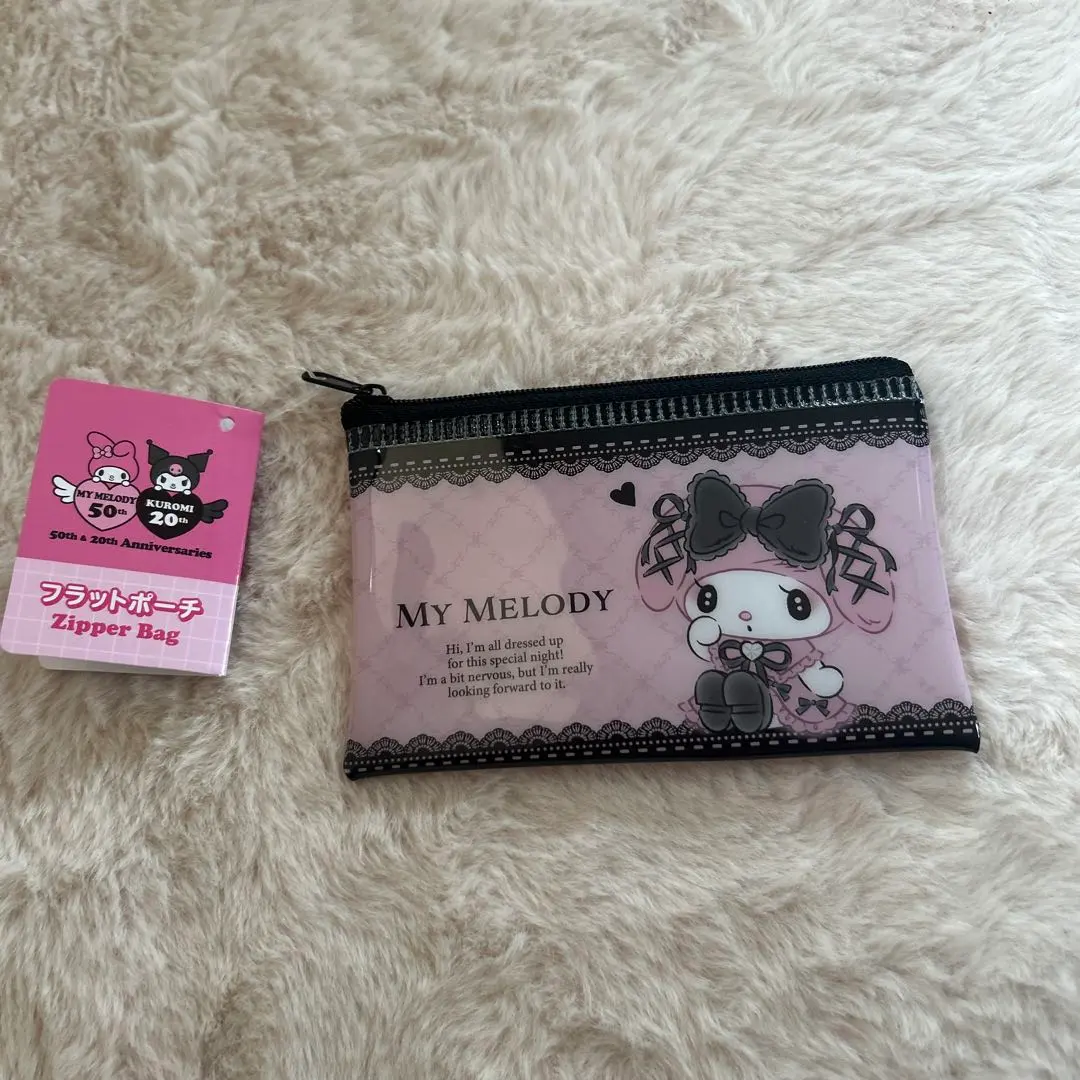 MY MELODY
50th
KUROMI
20th
50th & 20th Anniversaries
フラットポーチ
Zipper Bag
MY MELODY
Hi, I'm all dressed up
for this special night!
I'm a bit nervous, but I'm really
looking forward to it.